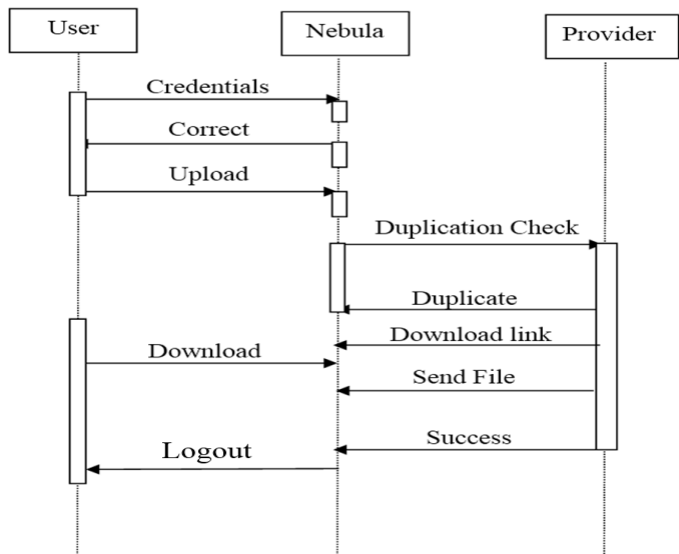 User
Nebula
Provider
Credentials
Correct
Upload
Duplication Check
Duplicate
Download link
Download
Send File
Success
Logout